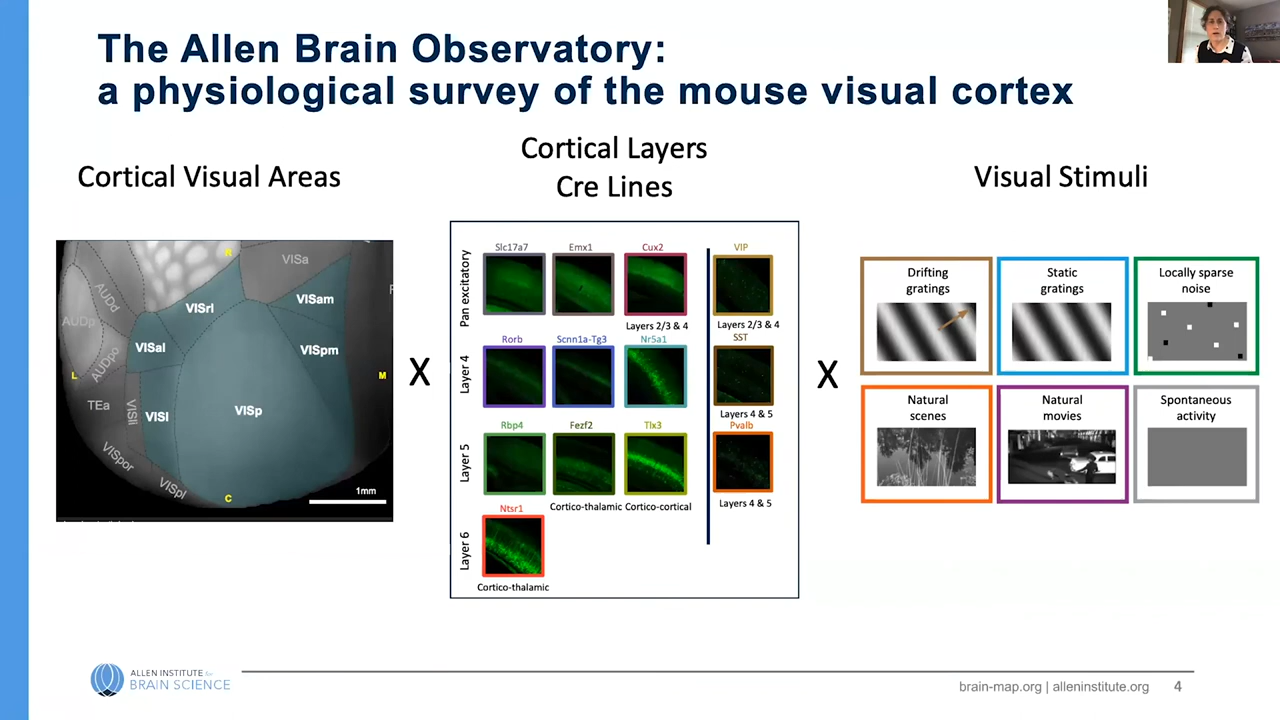 The Allen Brain Observatory:
a physiological survey of the mouse visual cortex
Cortical Visual Areas
R
VISa
VISam
VISrl
AUDd
AUDp
VISal
VISpm
AUDpo
L
M
TEa
VISli
VISl
VISp
VISpor
VISpl
C
1mm
X
Cortical Layers
Cre Lines
Pan excitatory
Slc17a7
Emx1
Cux2
VIP
Layers 2/3 & 4
Layers 2/3 & 4
Layer 4
Rorb
Scnn1a-Tg3
Nr5a1
SST
Layers 4 & 5
Layer 5
Rbp4
Fezf2
Tlx3
Pvalb
Cortico-thalamic
Cortico-cortical
Layers 4 & 5
Layer 6
Ntsr1
Cortico-thalamic
X
Visual Stimuli
Drifting
gratings
Static
gratings
Locally sparse
noise
Natural
scenes
Natural
movies
Spontaneous
activity
ALLEN INSTITUTE for
BRAIN SCIENCE
brain-map.org | alleninstitute.org
4